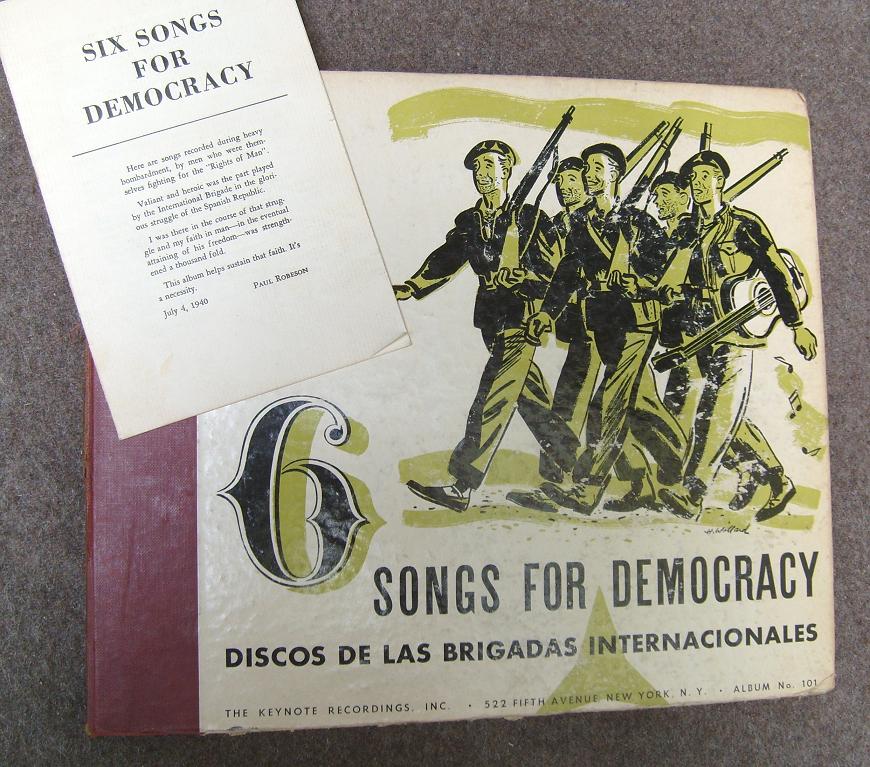 SIX SONGS
FOR
DEMOCRACY
Here are songs recorded during heavy
bombardment, by men who were them-
selves fighting for the "Rights of Man".
Valiant and heroic was the part played
by the International Brigade in the glori-
ous struggle of the Spanish Republic.
I was there in the course of that strug-
gle and my faith in man—in the eventual
attaining of his freedom—was strength-
ened a thousand fold.
This album helps sustain that faith. It's
a necessity.
PAUL ROBESON
July 4, 1940
6
SONGS FOR DEMOCRACY
DISCOS DE LAS BRIGADAS INTERNACIONALES
THE KEYNOTE RECORDINGS, INC. • 522 FIFTH AVENUE, NEW YORK, N. Y. • ALBUM No. 101